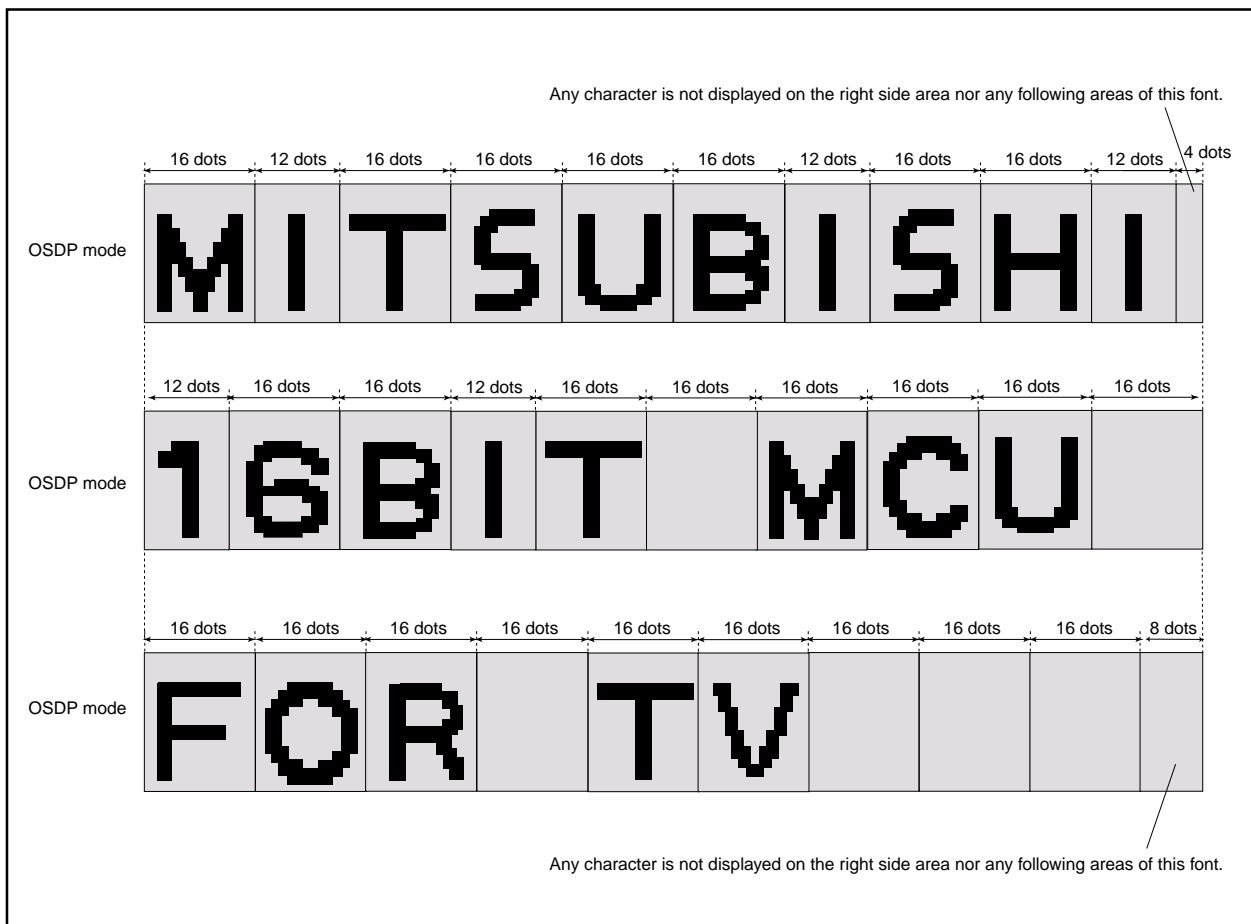 Any character is not displayed on the right side area nor any following areas of this font.
16 dots 12 dots 16 dots 16 dots 16 dots 16 dots 12 dots 16 dots 16 dots 12 dots 4 dots
OSDP mode MITSUBISHI
12 dots 16 dots 16 dots 12 dots 16 dots 16 dots 16 dots 16 dots 16 dots 16 dots
OSDP mode 16BIT MCU
16 dots 16 dots 16 dots 16 dots 16 dots 16 dots 16 dots 16 dots 16 dots 8 dots
OSDP mode FOR TV
Any character is not displayed on the right side area nor any following areas of this font.